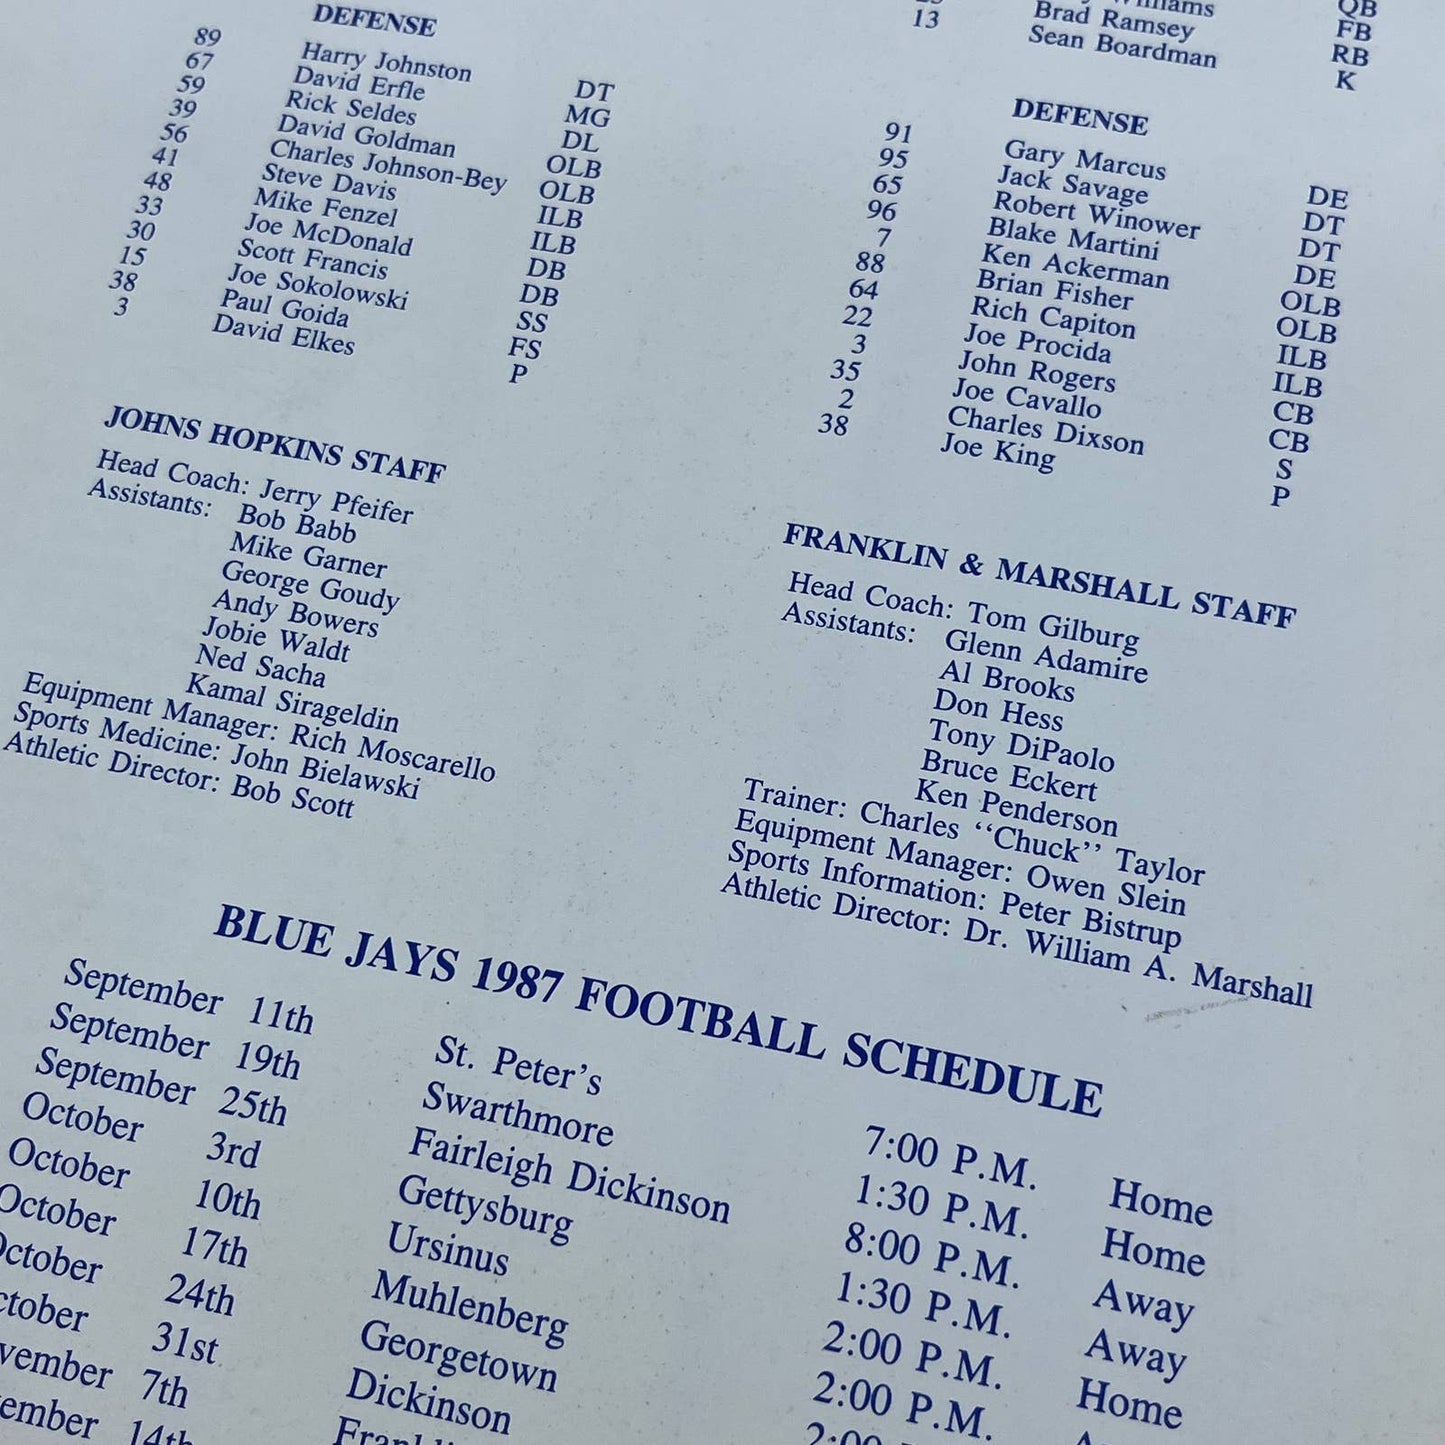 DEFENSE
89 Harry Johnston DT
67 David Erfle MG
59 Rick Seldes DL
39 David Goldman OLB
56 Charles Johnson-Bey OLB
41 Steve Davis ILB
48 Mike Fenzel ILB
33 Joe McDonald DB
30 Scott Francis DB
15 Joe Sokolowski SS
38 Paul Goida FS
3 David Elkes P
JOHNS HOPKINS STAFF
Head Coach: Jerry Pfeifer
Assistants: Bob Babb
Mike Garner
George Goudy
Andy Bowers
Jobie Waldt
Ned Sacha
Kamal Sirageldin
Equipment Manager: Rich Moscarello
Sports Medicine: John Bielawski
Athletic Director: Bob Scott
QB
Williams FB
Brad Ramsey RB
13 Sean Boardman K
DEFENSE
91 Gary Marcus DE
95 Jack Savage DT
65 Robert Winower DT
96 Blake Martini DE
7 Ken Ackerman OLB
88 Brian Fisher OLB
64 Rich Capiton ILB
22 Joe Procida ILB
3 John Rogers CB
35 Joe Cavallo CB
2 Charles Dixson S
38 Joe King P
FRANKLIN & MARSHALL STAFF
Head Coach: Tom Gilburg
Assistants: Glenn Adamire
Al Brooks
Don Hess
Tony DiPaolo
Bruce Eckert
Ken Penderson
Trainer: Charles “Chuck” Taylor
Equipment Manager: Owen Slein
Sports Information: Peter Bistrup
Athletic Director: Dr. William A. Marshall
BLUE JAYS 1987 FOOTBALL SCHEDULE
September 11th St. Peter’s 7:00 P.M. Home
September 19th Swarthmore 1:30 P.M. Home
September 25th Fairleigh Dickinson 8:00 P.M. Away
October 3rd Gettysburg 1:30 P.M. Away
October 10th Ursinus 2:00 P.M. Home
October 17th Muhlenberg 2:00 P.M.
October 24th Georgetown 2:00
ctober 31st Dickinson
vember 7th
ember 14th